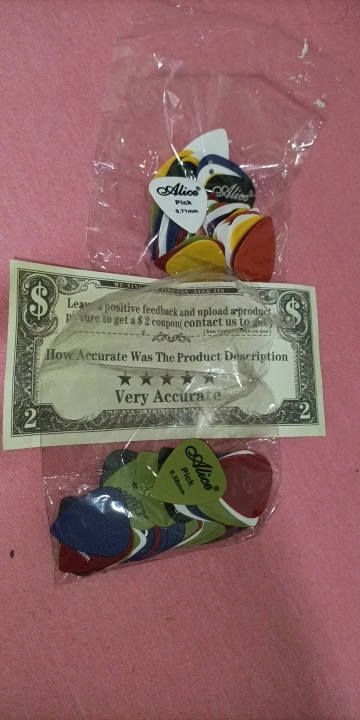 Alice®
Pick
0.71mm
Alice
$ $
Leave a positive feedback and upload a product
picture to get a $ 2 coupon(contact us to get)
How Accurate Was The Product Description
★ ★ ★ ★ ★
Very Accurate
2 2
Alice®
Pick
0.58mm
mm